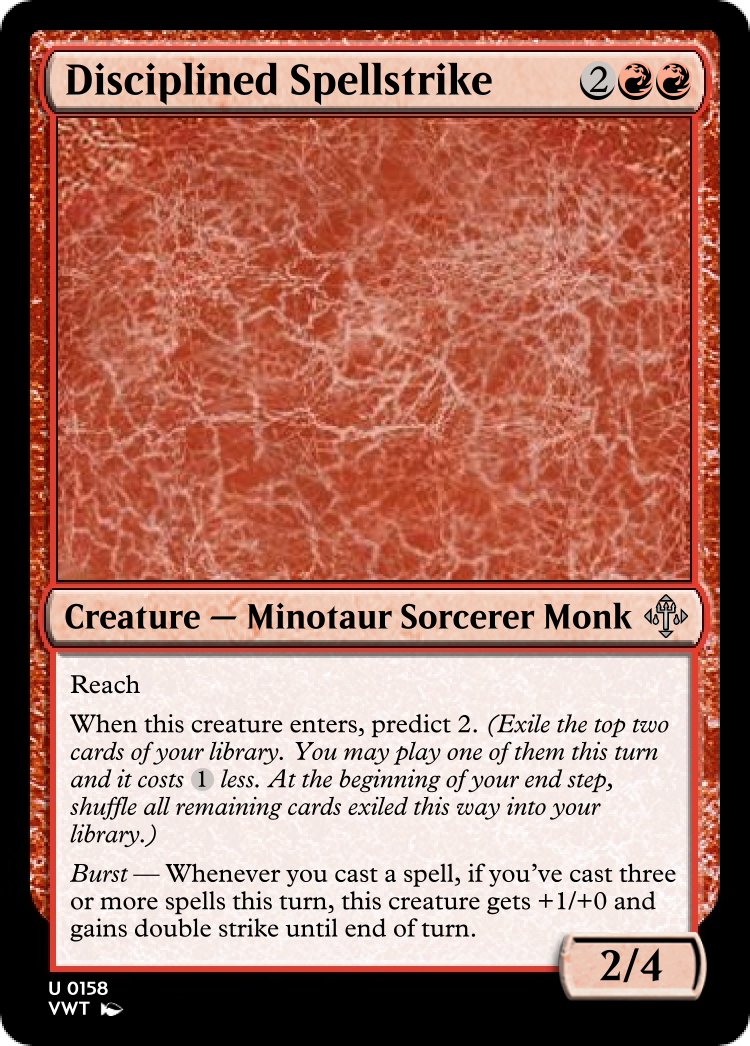 Disciplined Spellstrike 2
Creature — Minotaur Sorcerer Monk
Reach
When this creature enters, predict 2. (Exile the top two
cards of your library. You may play one of them this turn
and it costs 1 less. At the beginning of your end step,
shuffle all remaining cards exiled this way into your
library.)
Burst — Whenever you cast a spell, if you've cast three
or more spells this turn, this creature gets +1/+0 and
gains double strike until end of turn.
2/4
U 0158
VWT